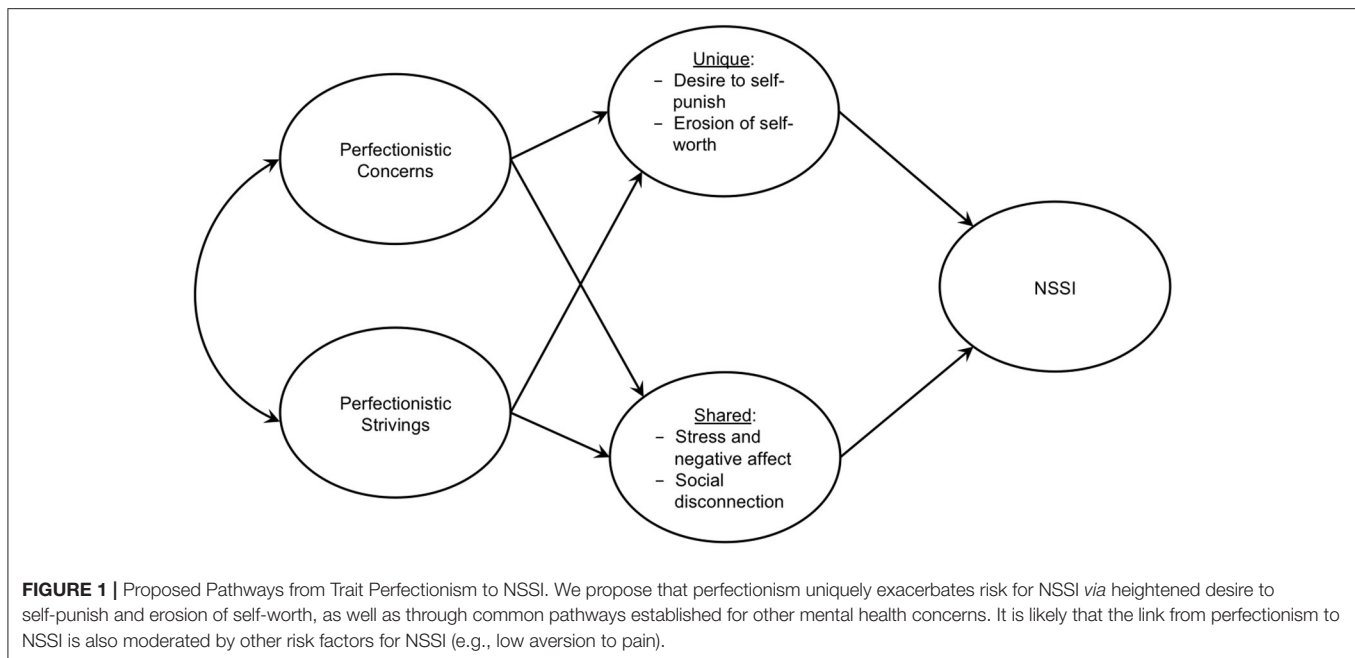 Unique:
– Desire to self-
punish
– Erosion of self-
worth
Perfectionistic
Concerns
NSSI
Perfectionistic
Strivings
Shared:
– Stress and
negative affect
– Social
disconnection
FIGURE 1 | Proposed Pathways from Trait Perfectionism to NSSI. We propose that perfectionism uniquely exacerbates risk for NSSI via heightened desire to
self-punish and erosion of self-worth, as well as through common pathways established for other mental health concerns. It is likely that the link from perfectionism to
NSSI is also moderated by other risk factors for NSSI (e.g., low aversion to pain).